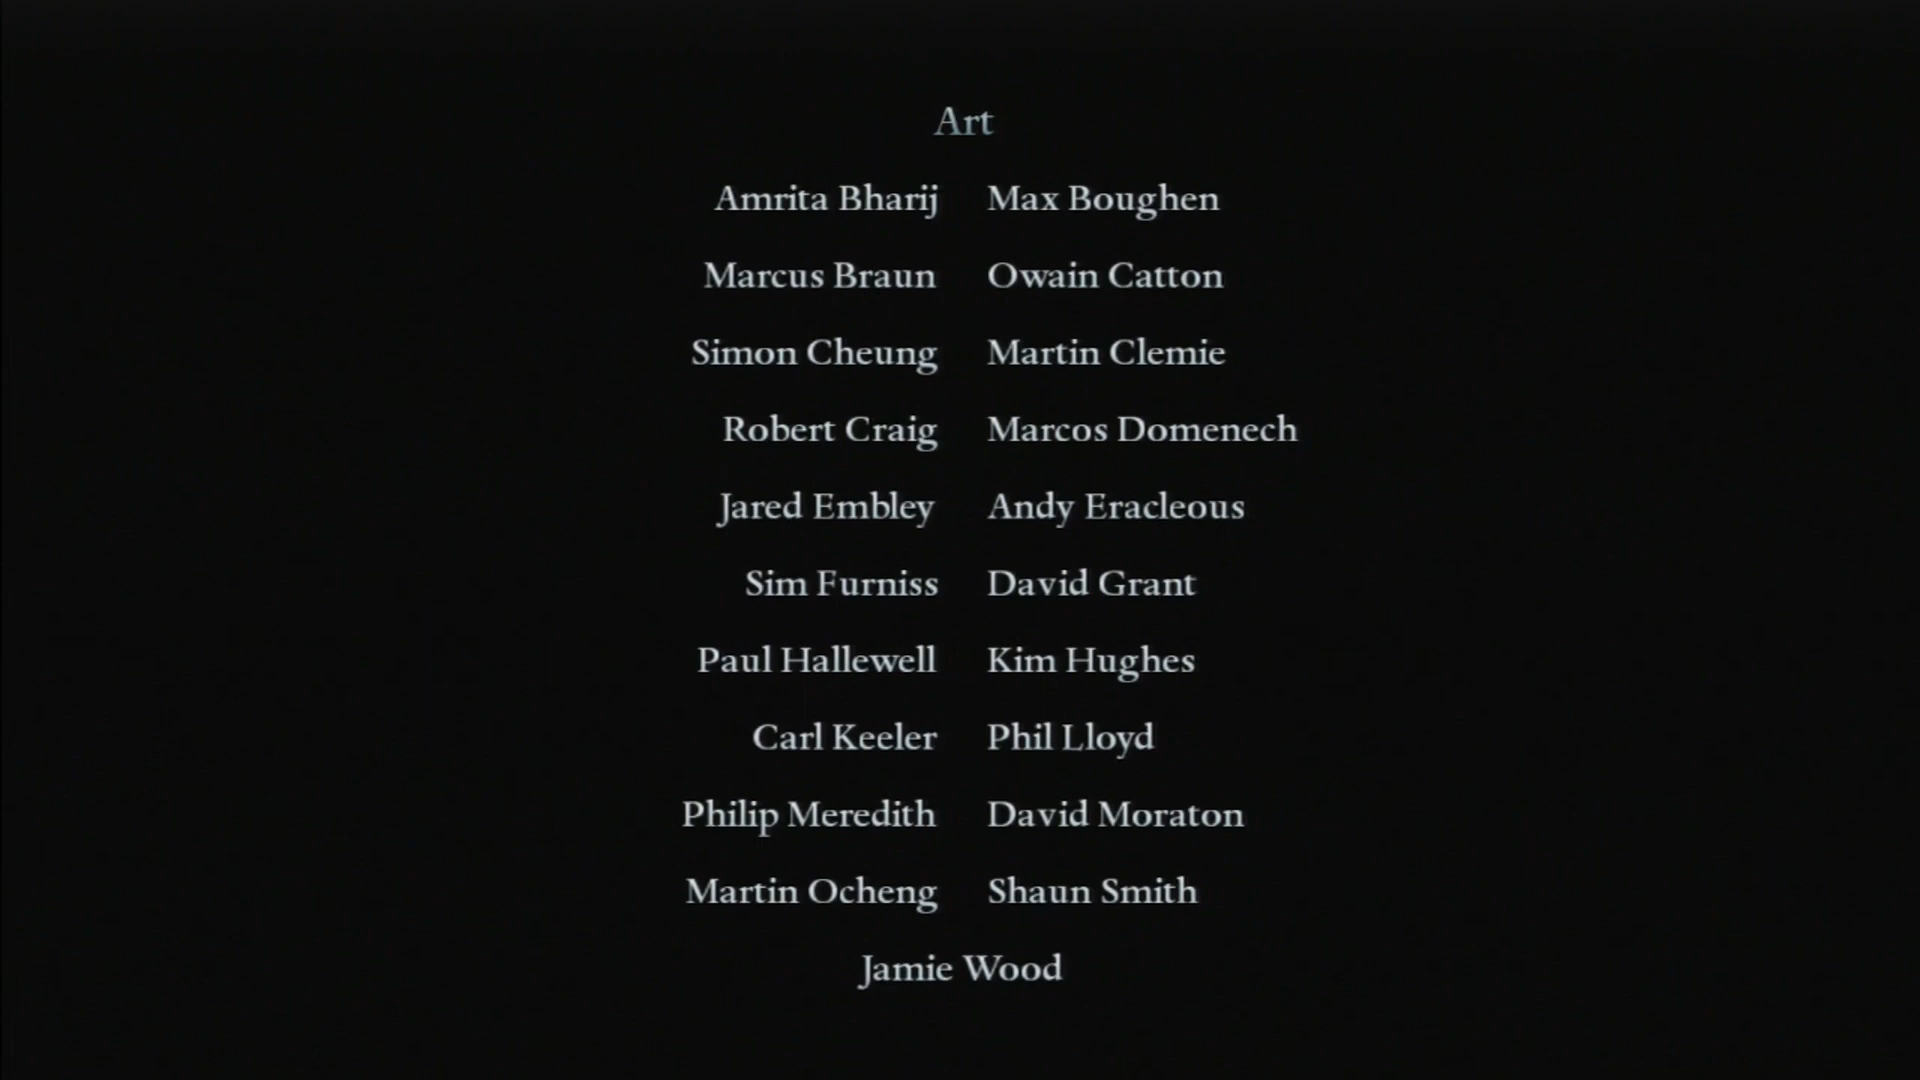 Art
Amrita Bharij Max Boughen
Marcus Braun Owain Catton
Simon Cheung Martin Clemie
Robert Craig Marcos Domenech
Jared Embley Andy Eracleous
Sim Furniss David Grant
Paul Hallewell Kim Hughes
Carl Keeler Phil Lloyd
Philip Meredith David Moraton
Martin Ocheng Shaun Smith
Jamie Wood